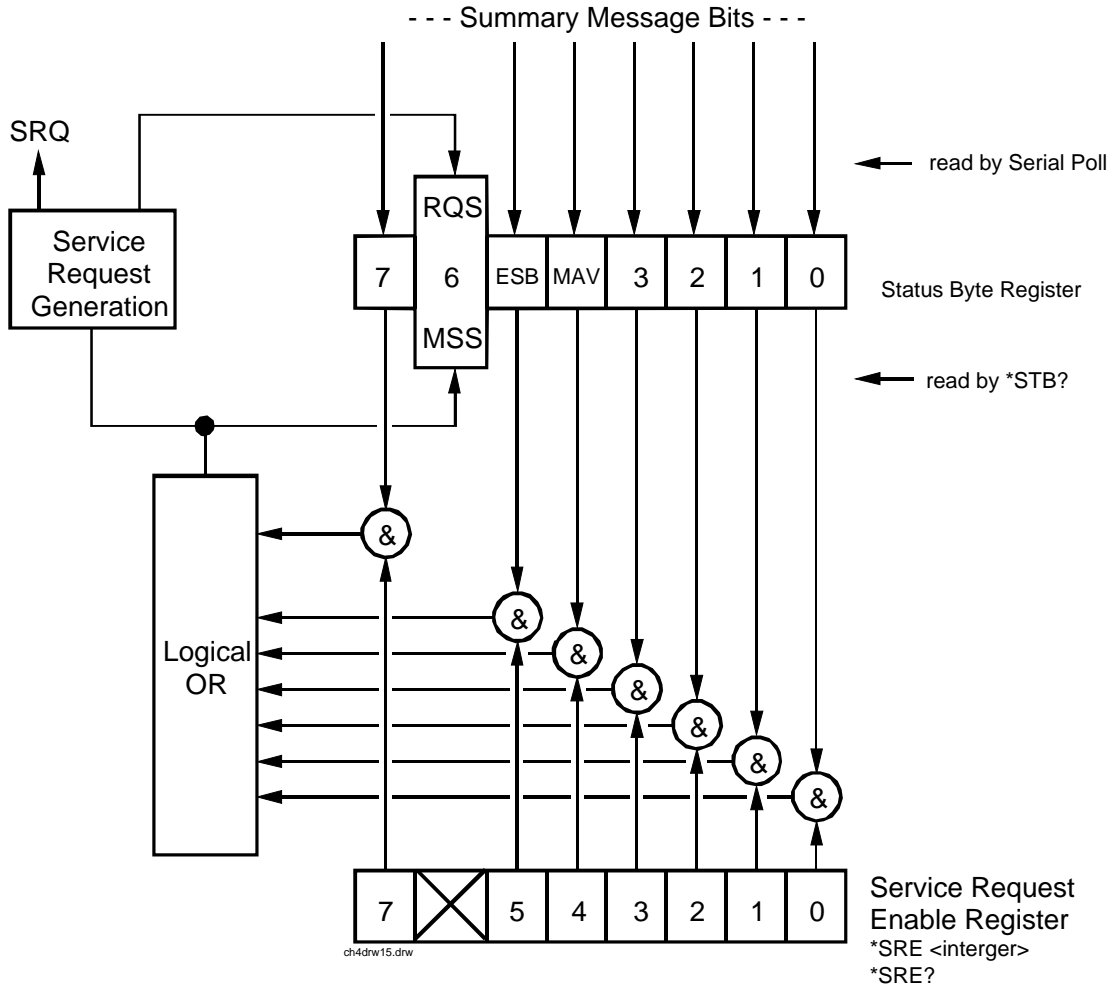 - - - Summary Message Bits - - -
SRQ
read by Serial Poll
Service
Request
Generation
RQS
7 6 ESB MAV 3 2 1 0
Status Byte Register
MSS
read by *STB?
&
&
&
&
&
&
&
Logical
OR
7 5 4 3 2 1 0
Service Request
Enable Register
*SRE <interger>
*SRE?
ch4drw15.drw